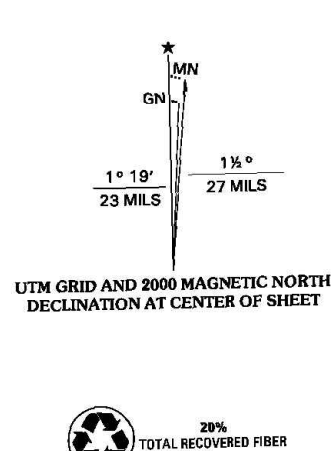 ★
MN
GN
1° 19'
23 MILS
1½°
27 MILS
UTM GRID AND 2000 MAGNETIC NORTH
DECLINATION AT CENTER OF SHEET
20%
TOTAL RECOVERED FIBER